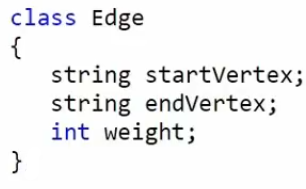 class Edge
{
string startVertex;
string endVertex;
int weight;
}